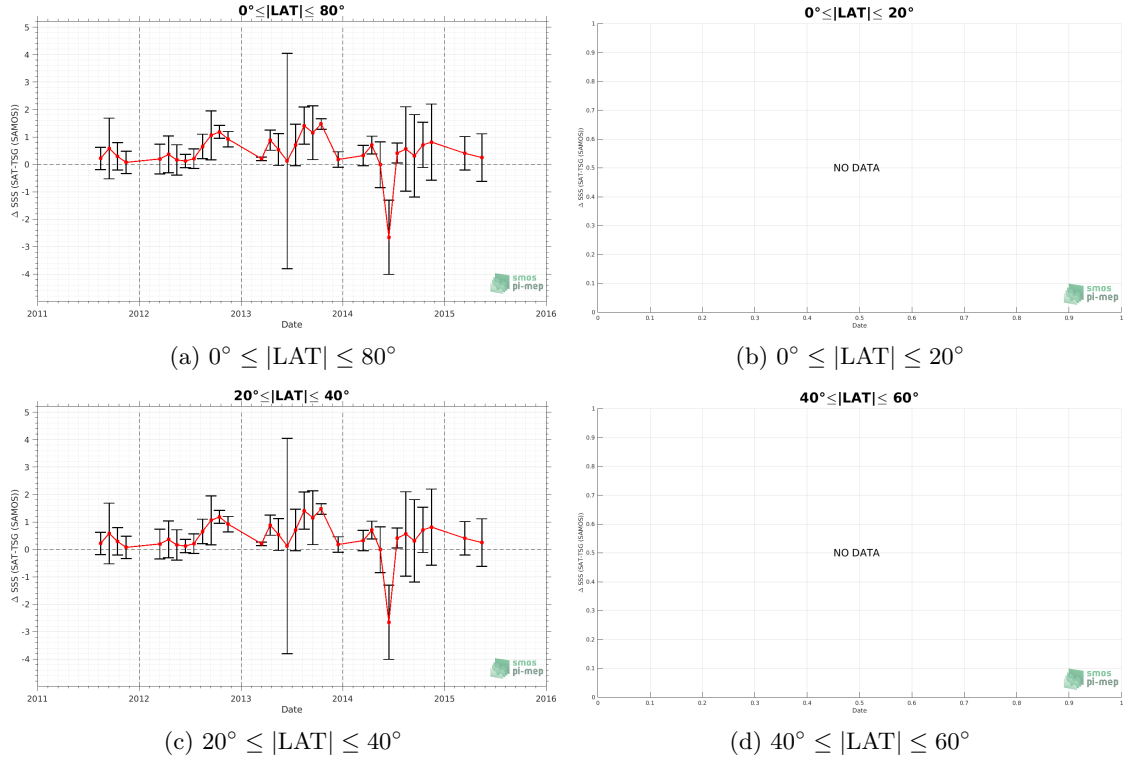 0°≤|LAT|≤ 80°
Δ SSS (SAT-TSG (SAMOS))
5
4
3
2
1
0
-1
-2
-3
-4
2011 2012 2013 2014 2015 2016
Date
smos
pi-mep
(a) 0° ≤ |LAT| ≤ 80°
0°≤|LAT|≤ 20°
Δ SSS (SAT-TSG (SAMOS))
1
0.9
0.8
0.7
0.6
0.5
0.4
0.3
0.2
0.1
0
NO DATA
0 0.1 0.2 0.3 0.4 0.5 0.6 0.7 0.8 0.9 1
Date
smos
pi-mep
(b) 0° ≤ |LAT| ≤ 20°
20°≤|LAT|≤ 40°
Δ SSS (SAT-TSG (SAMOS))
5
4
3
2
1
0
-1
-2
-3
-4
2011 2012 2013 2014 2015 2016
Date
smos
pi-mep
(c) 20° ≤ |LAT| ≤ 40°
40°≤|LAT|≤ 60°
Δ SSS (SAT-TSG (SAMOS))
1
0.9
0.8
0.7
0.6
0.5
0.4
0.3
0.2
0.1
0
NO DATA
0 0.1 0.2 0.3 0.4 0.5 0.6 0.7 0.8 0.9 1
Date
smos
pi-mep
(d) 40° ≤ |LAT| ≤ 60°